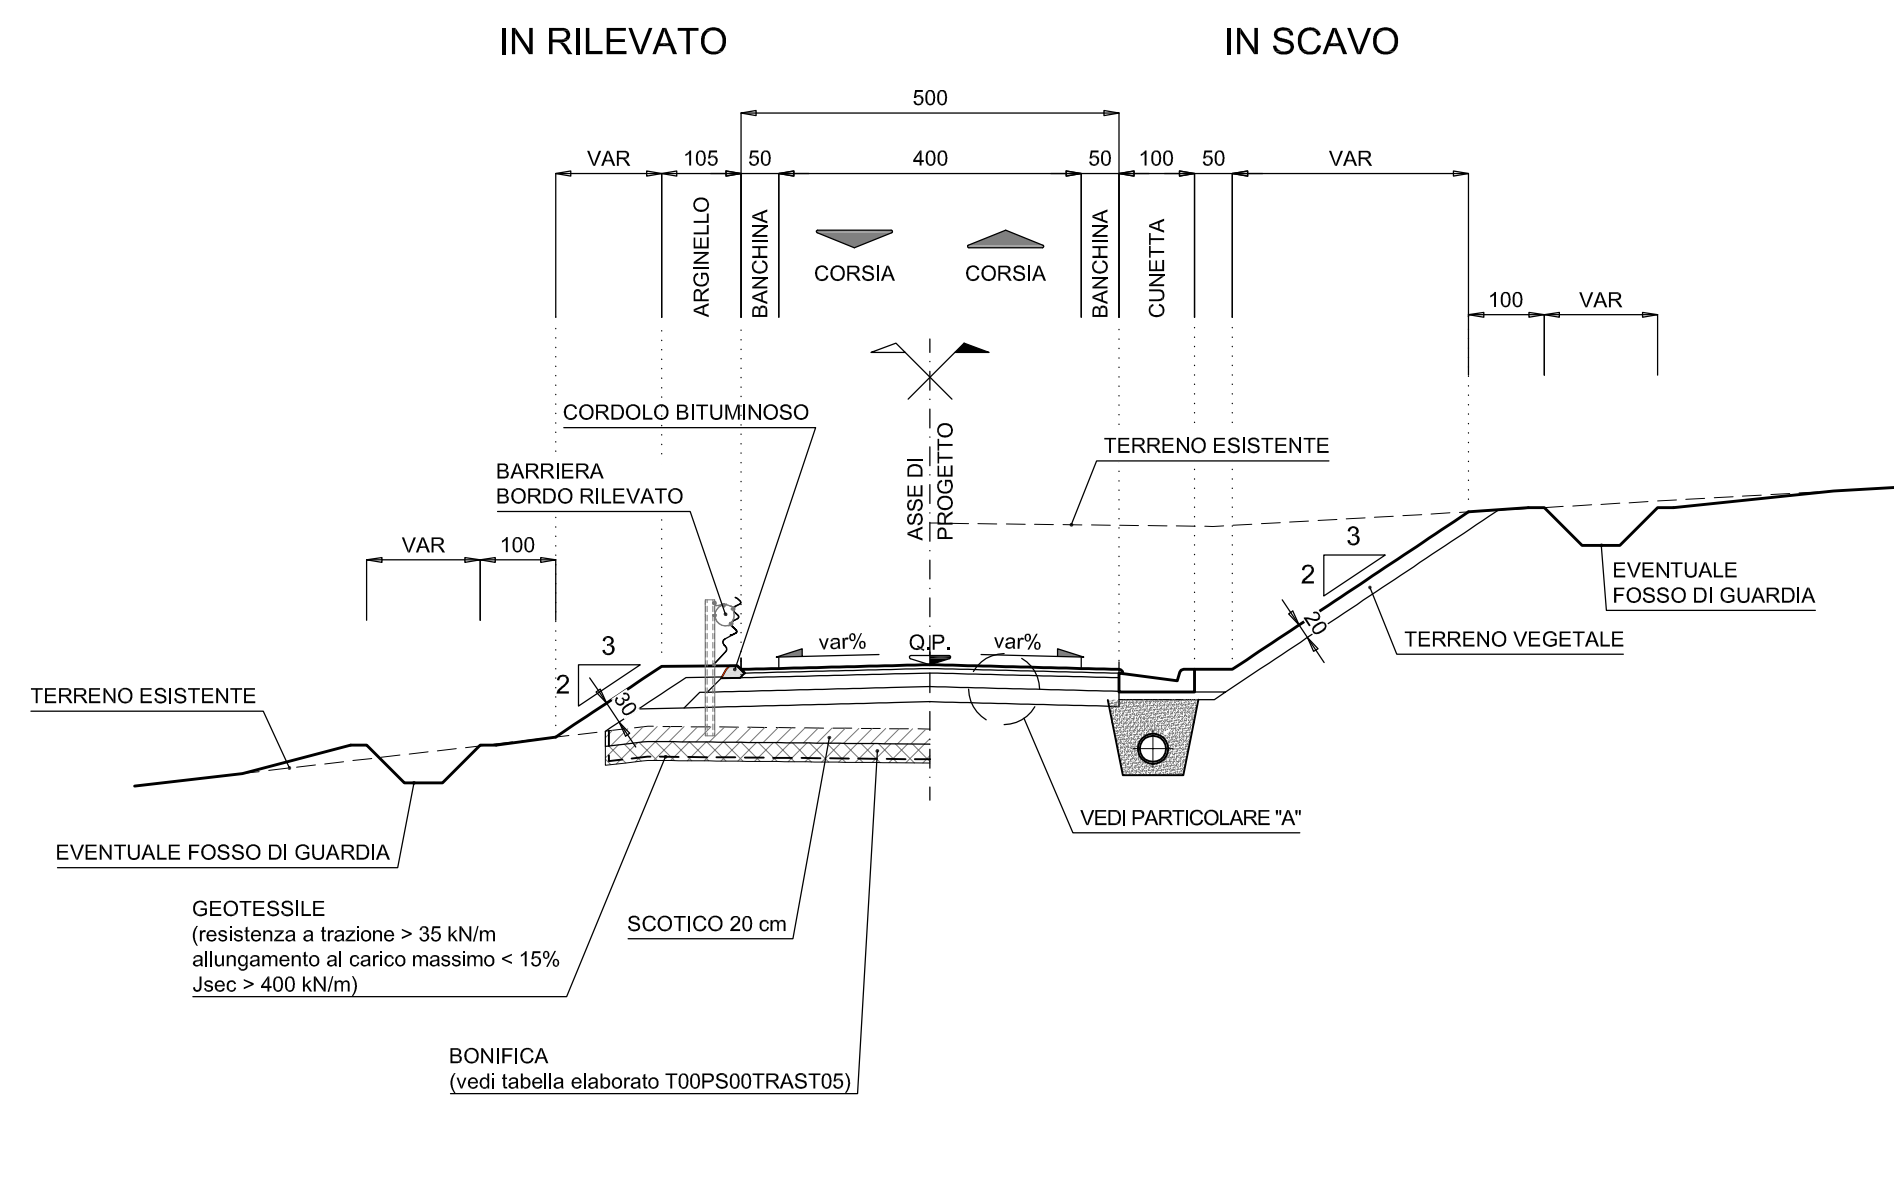 IN RILEVATO
IN SCAVO
500
VAR
105
50
400
50
100
50
VAR
ARGINELLO
BANCHINA
CORSIA
CORSIA
BANCHINA
CUNETTA
100
VAR
CORDOLO BITUMINOSO
BARRIERA
BORDO RILEVATO
ASSE DI
PROGETTO
TERRENO ESISTENTE
VAR
100
3
2
20
EVENTUALE
FOSSO DI GUARDIA
TERRENO VEGETALE
3
2
30
var%
Q.P.
var%
TERRENO ESISTENTE
VEDI PARTICOLARE "A"
EVENTUALE FOSSO DI GUARDIA
GEOTESSILE
(resistenza a trazione > 35 kN/m
allungamento al carico massimo < 15%
Jsec > 400 kN/m)
SCOTICO 20 cm
BONIFICA
(vedi tabella elaborato T00PS00TRAST05)